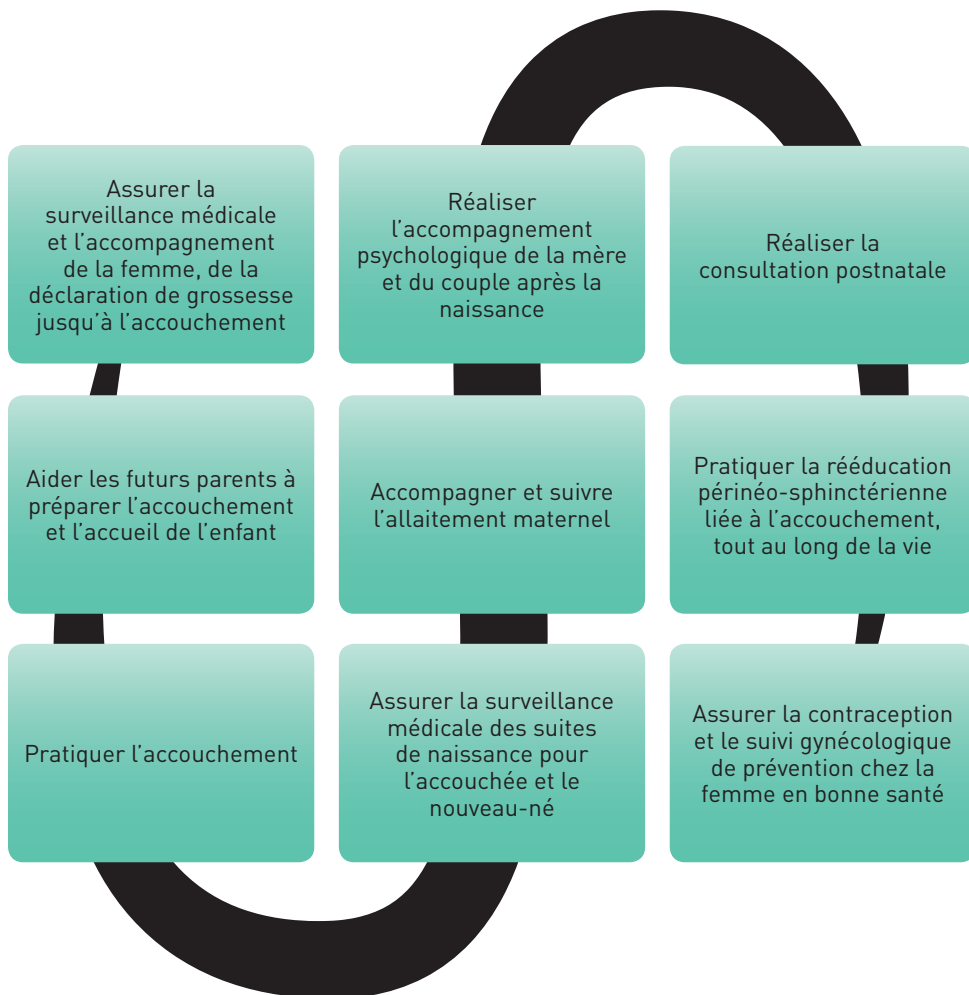 Assurer la
surveillance médicale
et l’accompagnement
de la femme, de la
déclaration de grossesse
jusqu’à l’accouchement
Aider les futurs parents à
préparer l’accouchement
et l’accueil de l’enfant
Pratiquer l’accouchement
Assurer la surveillance
médicale des suites
de naissance pour
l’accouchée et le
nouveau-né
Accompagner et suivre
l’allaitement maternel
Réaliser
l’accompagnement
psychologique de la mère
et du couple après la
naissance
Réaliser la
consultation postnatale
Pratiquer la rééducation
périnéo-sphinctérienne
liée à l’accouchement,
tout au long de la vie
Assurer la contraception
et le suivi gynécologique
de prévention chez la
femme en bonne santé